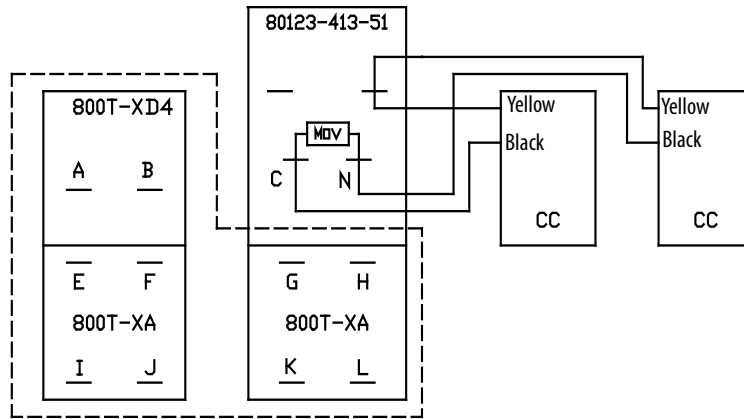 80123-413-51
800T-XD4
Yellow
Yellow
MOV
Black
Black
A B
C N
CC
CC
E F
G H
800T-XA
800T-XA
I J
K L